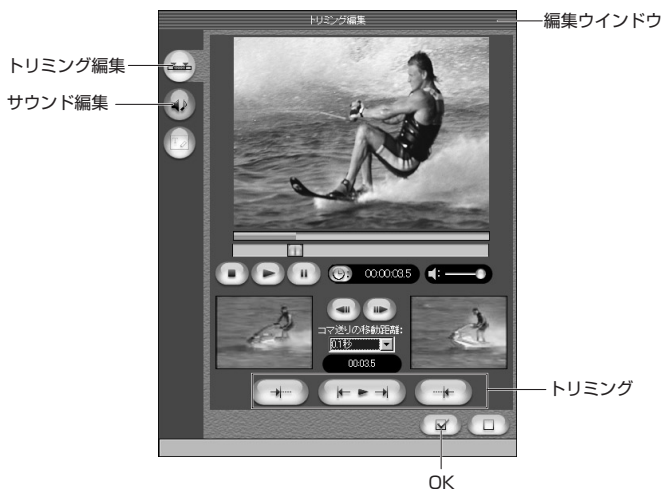 トリミング編集
編集ウインドウ
トリミング編集
サウンド編集
00:00:03.5
コマ送りの移動距離:
0.1秒
00:03.5
トリミング
OK